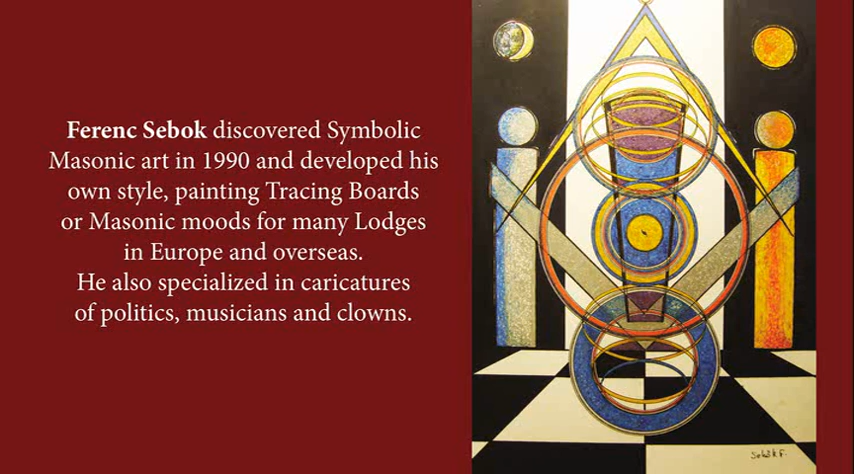 Ferenc Sebok discovered Symbolic
Masonic art in 1990 and developed his
own style, painting Tracing Boards
or Masonic moods for many Lodges
in Europe and overseas.
He also specialized in caricatures
of politics, musicians and clowns.
Sebök F.